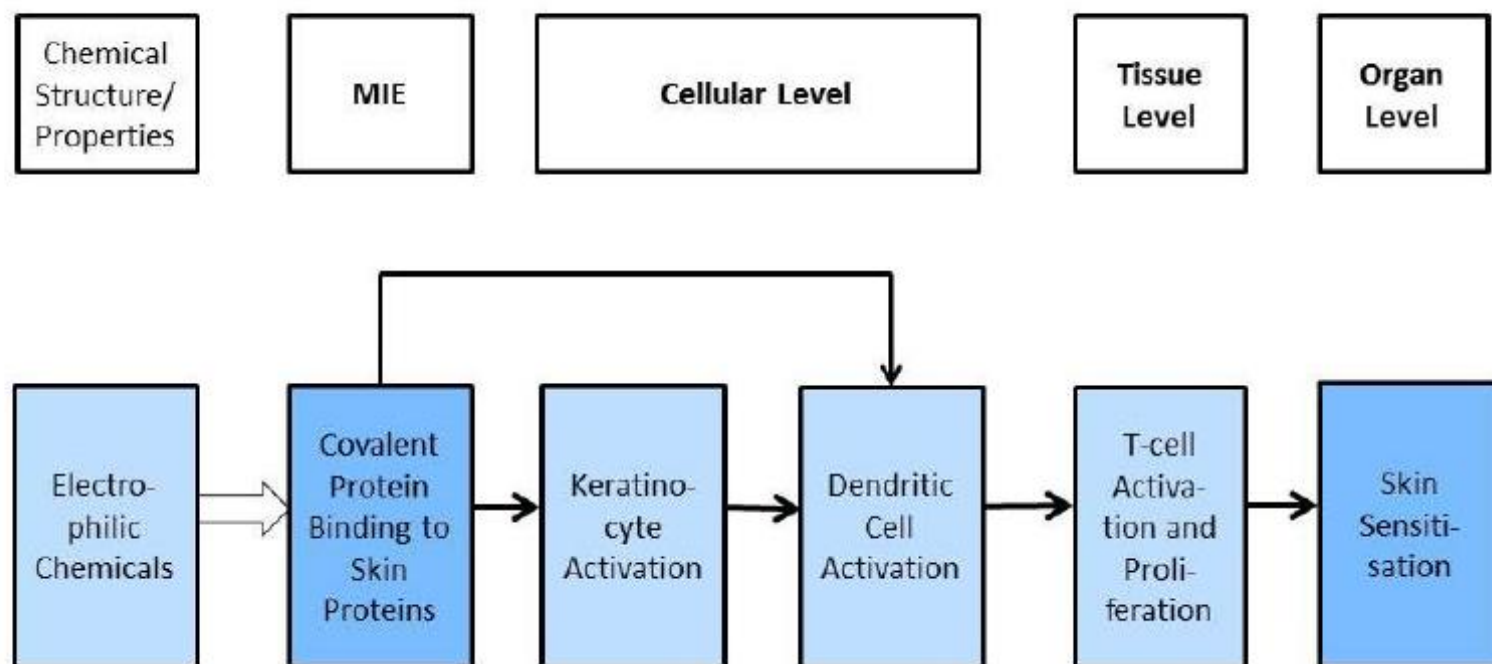 Chemical
Structure/
Properties
MIE
Cellular Level
Tissue
Level
Organ
Level
Electro-
philic
Chemicals
Covalent
Protein
Binding to
Skin
Proteins
Keratino-
cyte
Activation
Dendritic
Cell
Activation
T-cell
Activa-
tion and
Proli-
feration
Skin
Sensiti-
sation